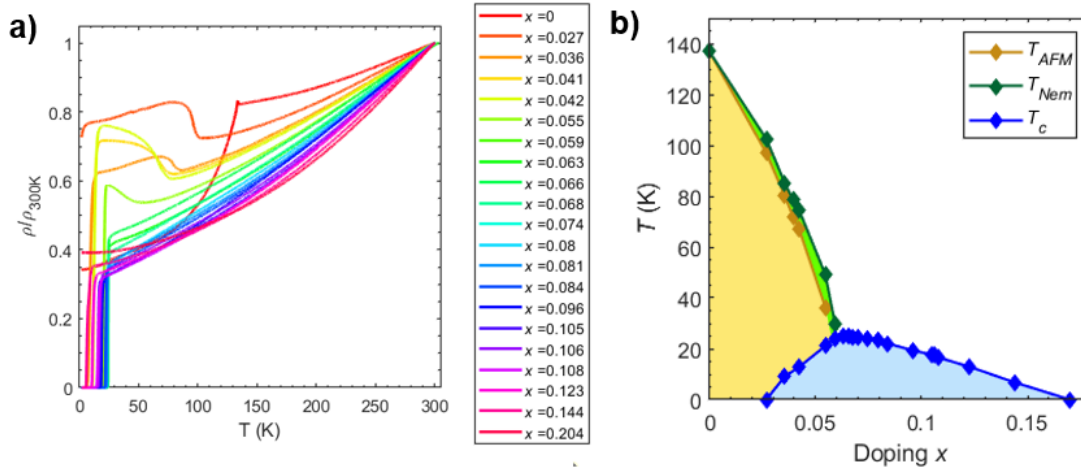 a)
ρ/ρ300K
1
0.8
0.6
0.4
0.2
0
0 50 100 150 200 250 300
T (K)
x =0
x =0.027
x =0.036
x =0.041
x =0.042
x =0.055
x =0.059
x =0.063
x =0.066
x =0.068
x =0.074
x =0.08
x =0.081
x =0.084
x =0.096
x =0.105
x =0.106
x =0.108
x =0.123
x =0.144
x =0.204
b)
T (K)
140
120
100
80
60
40
20
0
0 0.05 0.1 0.15
Doping x
TAFM
TNem
Tc